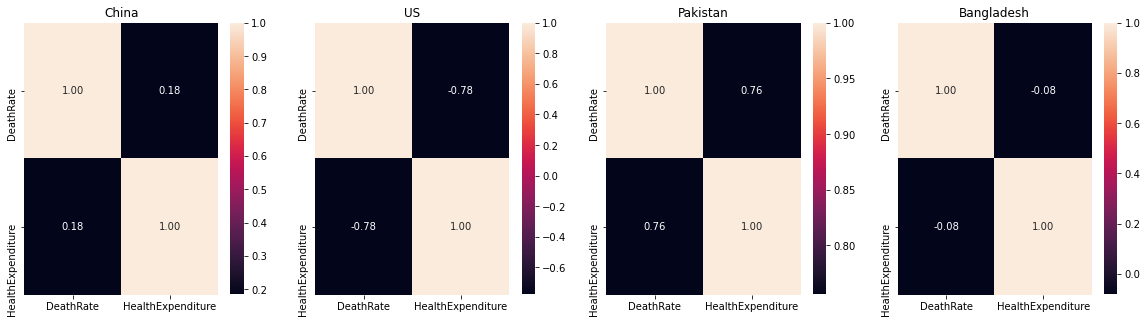 China
DeathRate
HealthExpenditure
1.00
0.18
0.18
1.00
DeathRate
HealthExpenditure
1.0
0.9
0.8
0.7
0.6
0.5
0.4
0.3
0.2
US
DeathRate
HealthExpenditure
1.00
-0.78
-0.78
1.00
DeathRate
HealthExpenditure
1.0
0.8
0.6
0.4
0.2
0.0
−0.2
−0.4
−0.6
Pakistan
DeathRate
HealthExpenditure
1.00
0.76
0.76
1.00
DeathRate
HealthExpenditure
1.00
0.95
0.90
0.85
0.80
Bangladesh
DeathRate
HealthExpenditure
1.00
-0.08
-0.08
1.00
DeathRate
HealthExpenditure
1.0
0.8
0.6
0.4
0.2
0.0